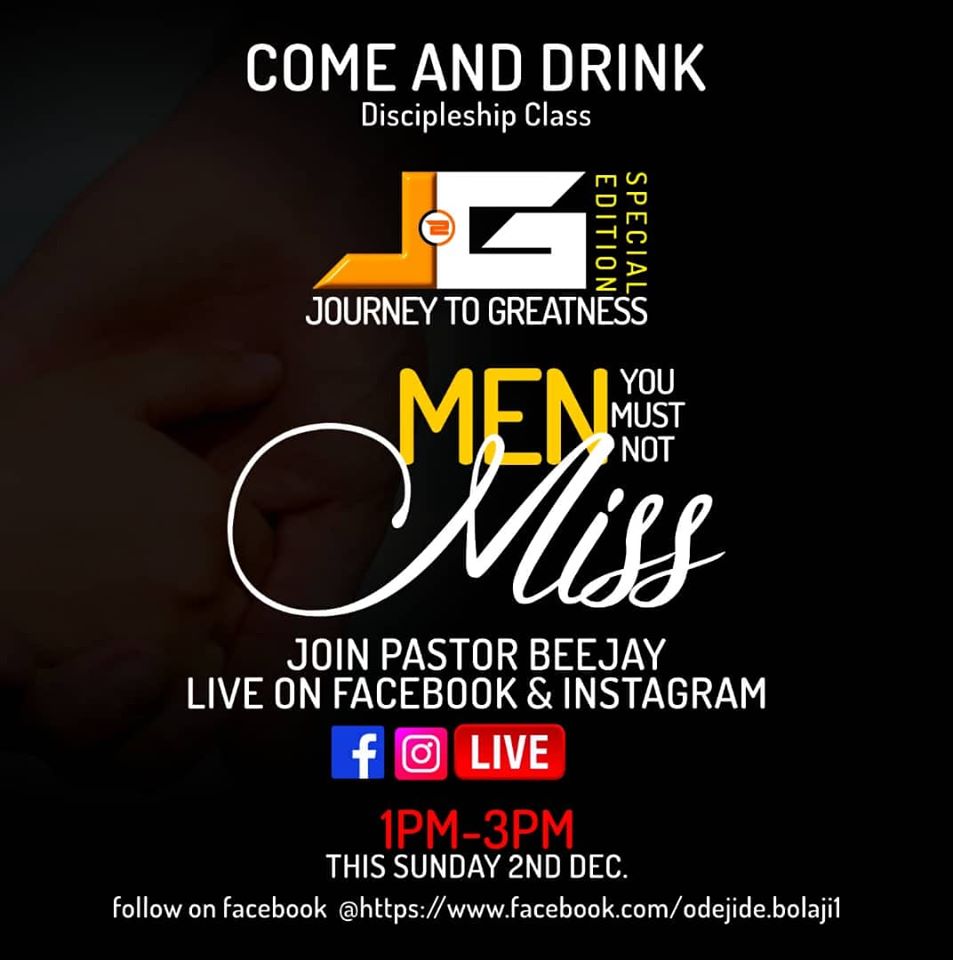 COME AND DRINK
Discipleship Class
J2G
SPECIAL
EDITION
JOURNEY TO GREATNESS
MEN YOU
MUST
NOT
Miss
JOIN PASTOR BEEJAY
LIVE ON FACEBOOK & INSTAGRAM
f LIVE
1PM-3PM
THIS SUNDAY 2ND DEC.
follow on facebook @https://www.facebook.com/odejide.bolaji1